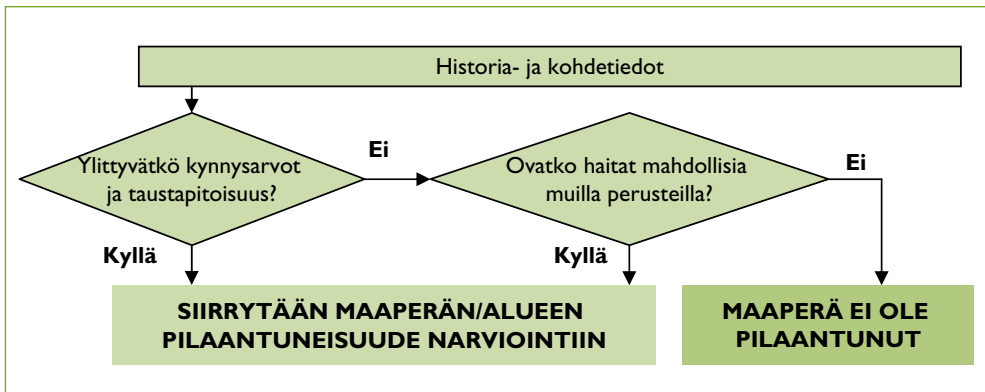 Historia- ja kohdetiedot
Ylittyvätkö kynnysarvot
ja taustapitoisuus?
Ei
Ovatko haitat mahdollisia
muilla perusteilla?
Ei
Kyllä
Kyllä
SIIRRYTÄÄN MAAPERÄN/ALUEEN
PILAANTUNEISUUDE NARVIOINTIIN
MAAPERÄ EI OLE
PILAANTUNUT